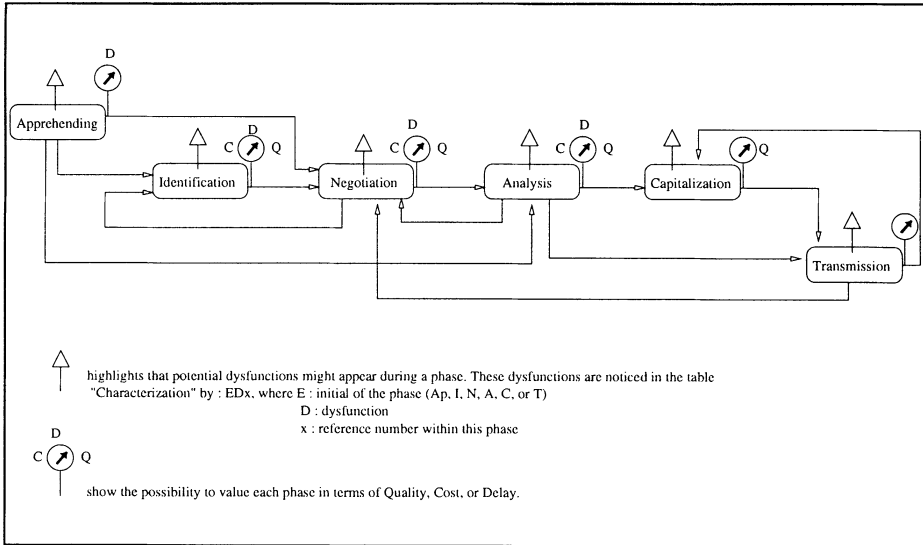 D
Apprehending
D
C Q
Identification
D
C Q
Negotiation
D
C Q
Analysis
Q
Capitalization
Transmission
highlights that potential dysfunctions might appear during a phase. These dysfunctions are noticed in the table
"Characterization" by : EDx, where E : initial of the phase (Ap, I, N, A, C, or T)
D : dysfunction
x : reference number within this phase
D
C Q
show the possibility to value each phase in terms of Quality, Cost, or Delay.